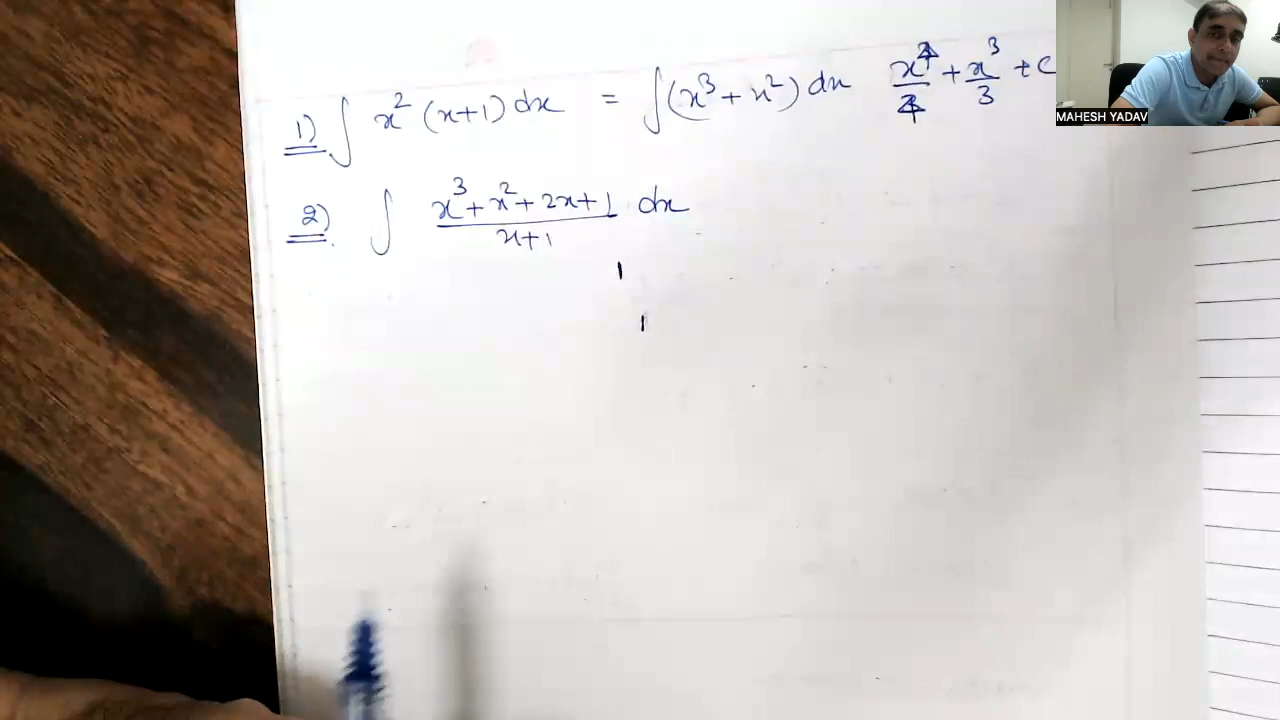 1) ∫ x² (x+1) dx = ∫(x³ + x²) dx x⁴/4 + x³/3 + c
MAHESH YADAV
2) ∫ (x³ + x² + 2x + 1)/(x+1) dx